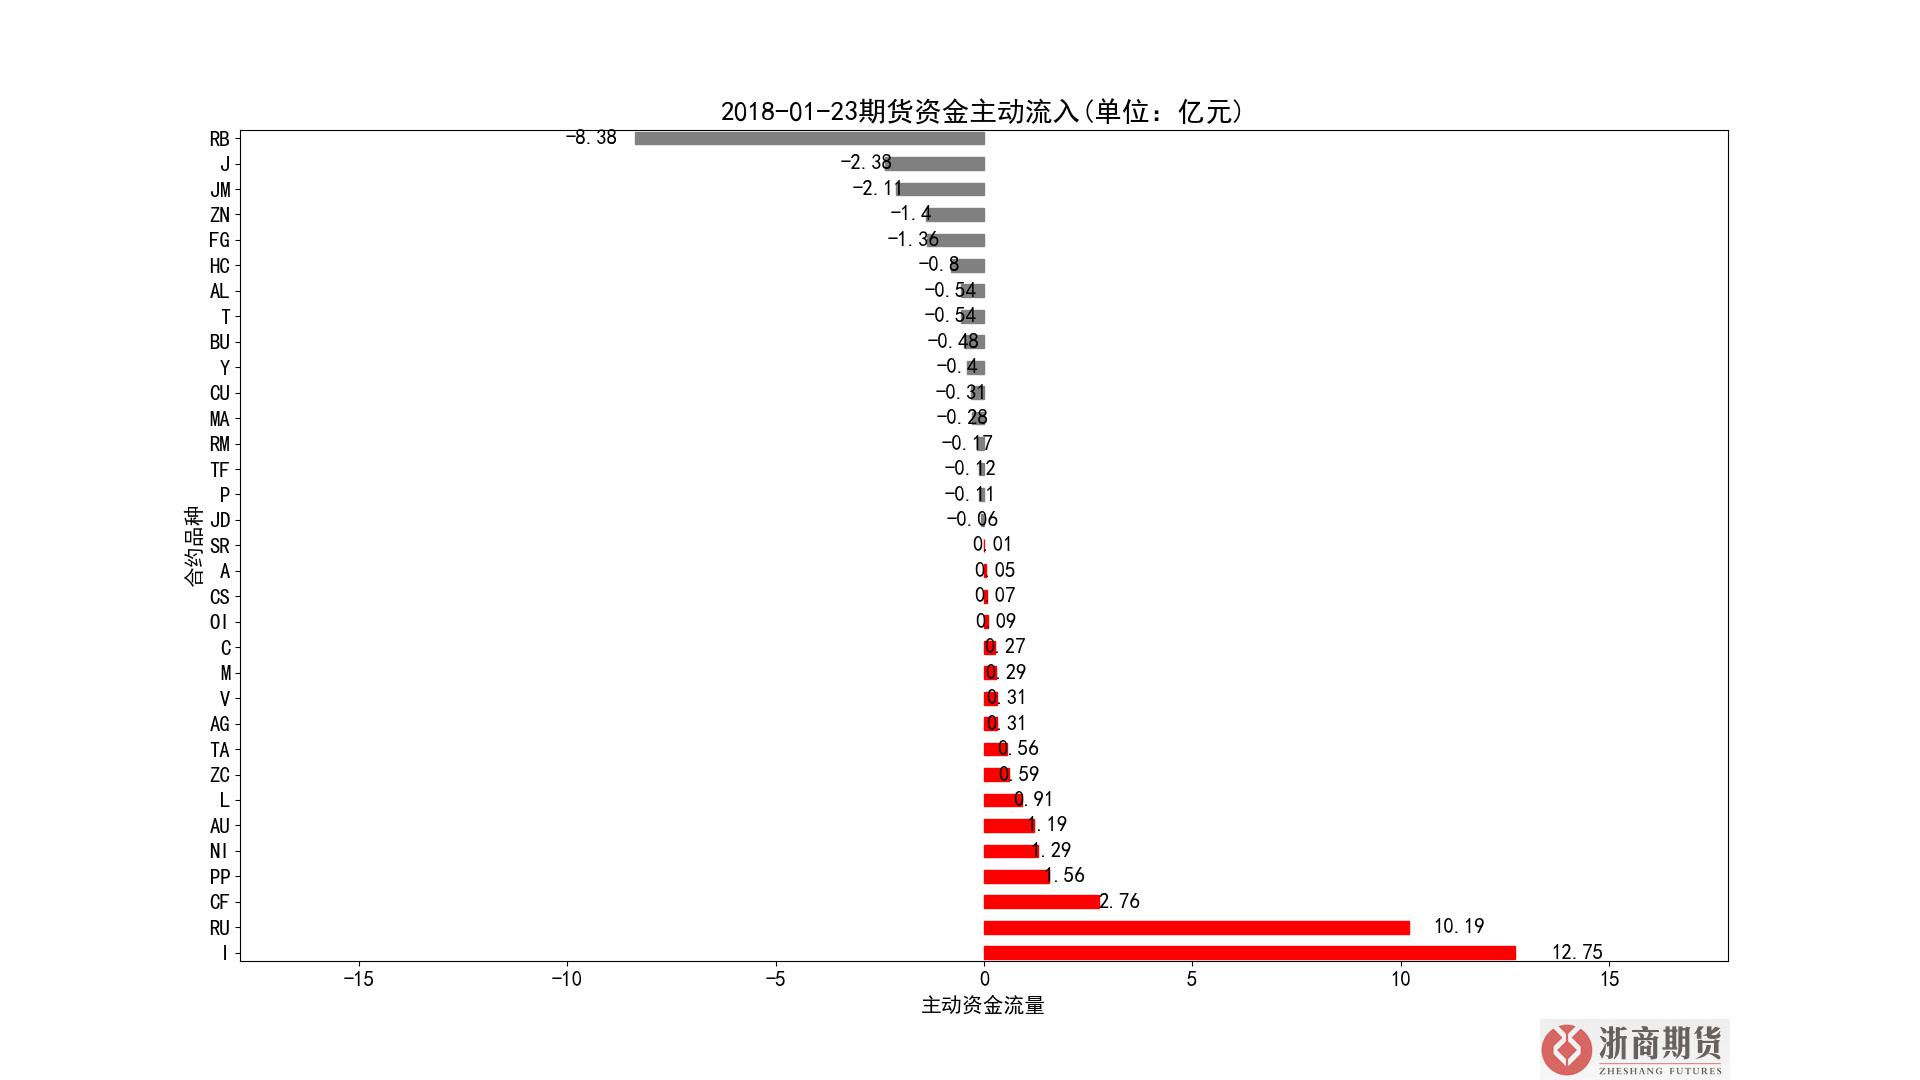 2018-01-23期货资金主动流入(单位：亿元)
RB -8.38
J -2.38
JM -2.11
ZN -1.4
FG -1.36
HC -0.8
AL -0.54
T -0.54
BU -0.48
Y -0.4
CU -0.31
MA -0.28
RM -0.17
TF -0.12
P -0.11
JD -0.06
SR 0.01
A 0.05
CS 0.07
OI 0.09
C 0.27
M 0.29
V 0.31
AG 0.31
TA 0.56
ZC 0.59
L 0.91
AU 1.19
NI 1.29
PP 1.56
CF 2.76
RU 10.19
I 12.75
合约品种
-15 -10 -5 0 5 10 15
主动资金流量
浙商期货
ZHESHANG FUTURES